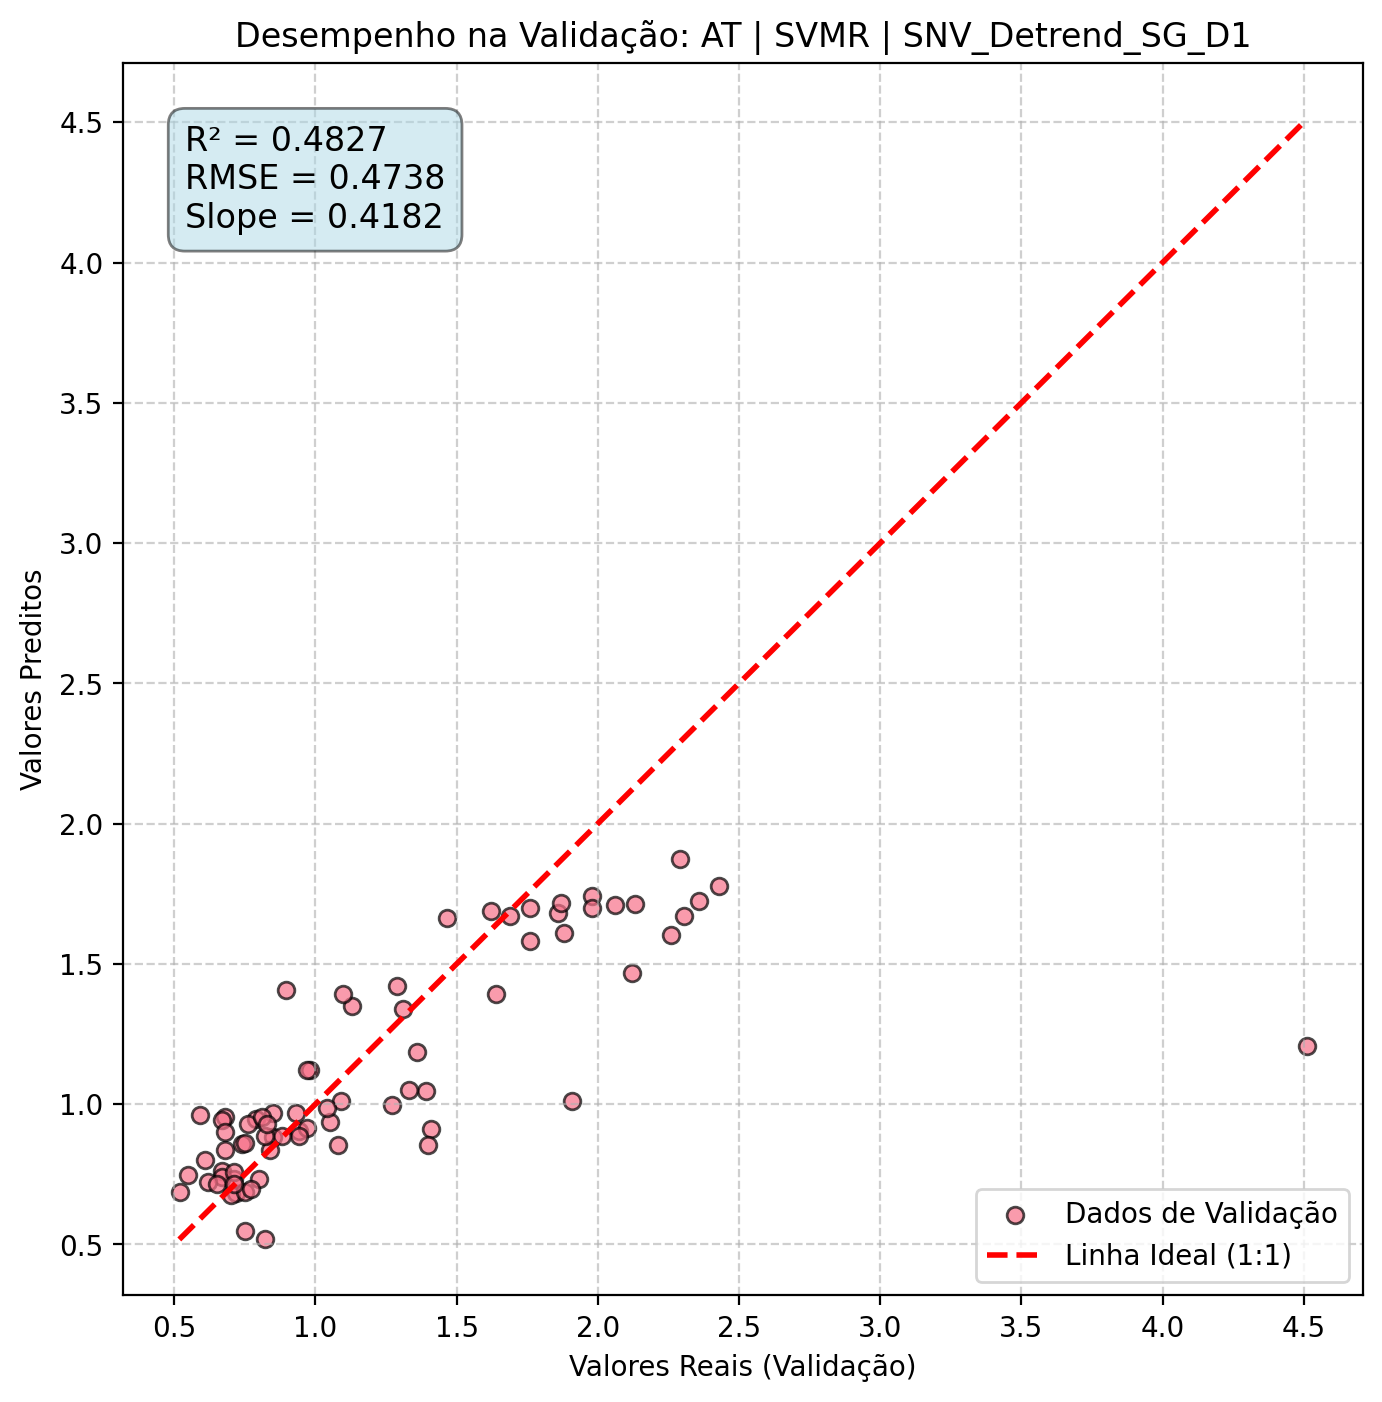 Desempenho na Validação: AT | SVMR | SNV_Detrend_SG_D1
R² = 0.4827
RMSE = 0.4738
Slope = 0.4182
4.5
4.0
3.5
3.0
2.5
2.0
1.5
1.0
0.5
Valores Preditos
Dados de Validação
Linha Ideal (1:1)
0.5 1.0 1.5 2.0 2.5 3.0 3.5 4.0 4.5
Valores Reais (Validação)